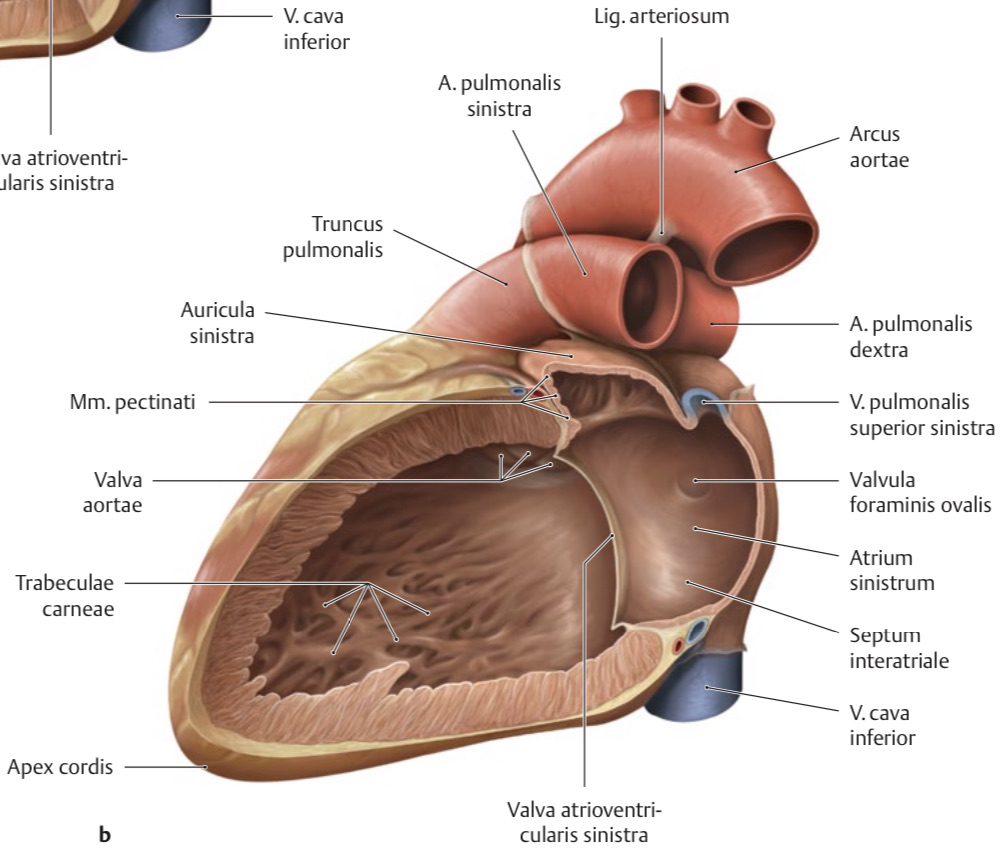 V. cava
inferior
va atrioventri-
ularis sinistra
Lig. arteriosum
A. pulmonalis
sinistra
Arcus
aortae
Truncus
pulmonalis
Auricula
sinistra
A. pulmonalis
dextra
Mm. pectinati
V. pulmonalis
superior sinistra
Valva
aortae
Valvula
foraminis ovalis
Atrium
sinistrum
Trabeculae
carneae
Septum
interatriale
V. cava
inferior
Apex cordis
Valva atrioventri-
cularis sinistra
b